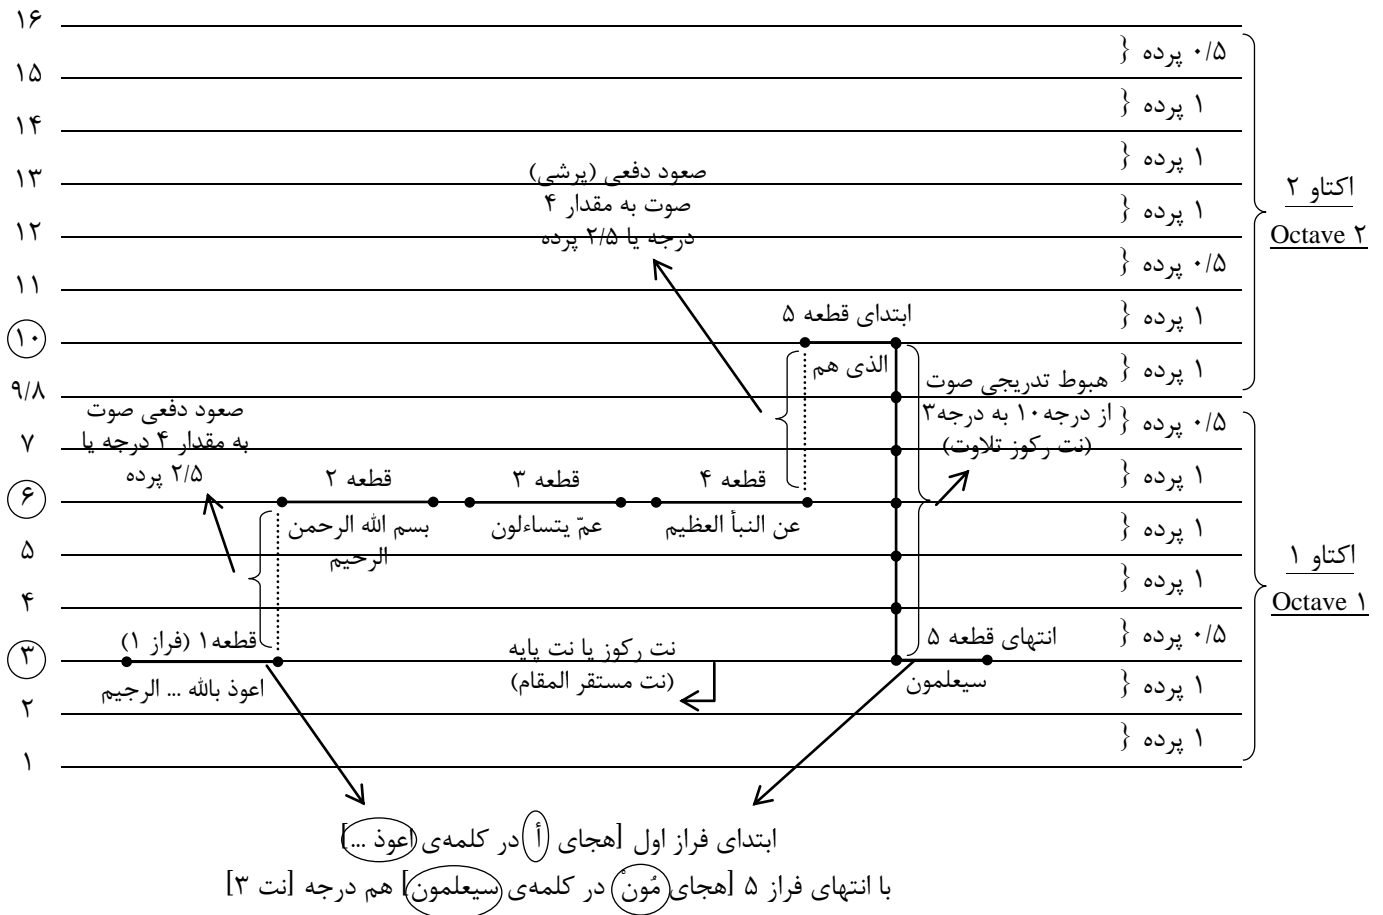 ۱۶
۰/۵ پرده {
۱۵
۱ پرده {
۱۴
۱ پرده {
صعود دفعی (پرشی)
صوت به مقدار ۴
درجه یا ۲/۵ پرده
۱۳
۱ پرده {
اکتاو ۲
Octave ۲
۱۲
۰/۵ پرده {
۱۱
۱ پرده {
ابتدای قطعه ۵
۱۰
الذی هم
۱ پرده {
هبوط تدریجی صوت
از درجه۱۰ به درجه۳
(نت رکوز تلاوت)
۹/۸
صعود دفعی صوت
به مقدار ۴ درجه یا
۲/۵ پرده
۰/۵ پرده {
۷
۱ پرده {
قطعه ۲
قطعه ۳
قطعه ۴
۶
بسم الله الرحمن
الرحیم
عمّ یتساءلون
عن النبأ العظیم
۱ پرده {
۵
۱ پرده {
اکتاو ۱
Octave ۱
۴
۰/۵ پرده {
قطعه۱ (فراز ۱)
نت رکوز یا نت پایه
(نت مستقر المقام)
انتهای قطعه ۵
۳
اعوذ بالله ... الرجیم
سیعلمون
۱ پرده {
۲
۱ پرده {
۱
ابتدای فراز اول [هجای أ در کلمه‌ی اعوذ ...]
با انتهای فراز ۵ [هجای مُونْ در کلمه‌ی سیعلمون] هم درجه [نت ۳]